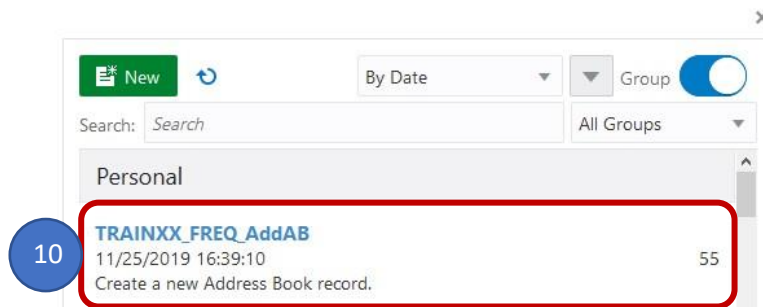 New By Date Group
Search: Search All Groups
Personal
TRAINXX_FREQ_AddAB
10 11/25/2019 16:39:10 55
Create a new Address Book record.